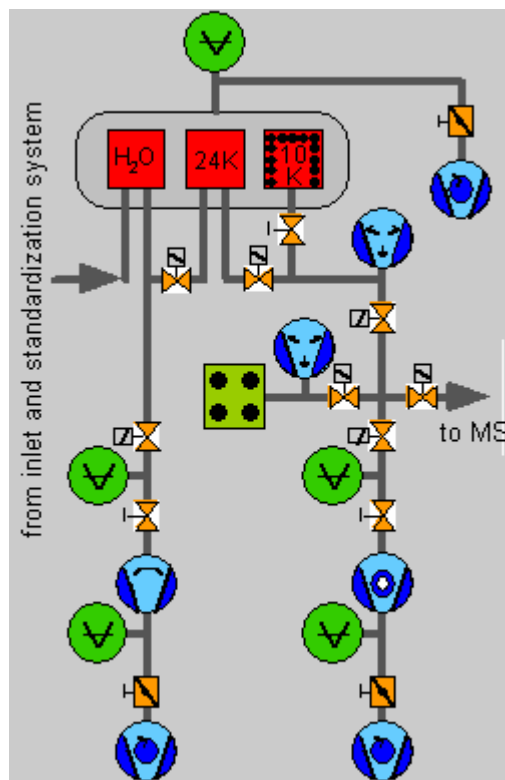 H₂O
24K
10
K
from inlet and standardization system
to MS